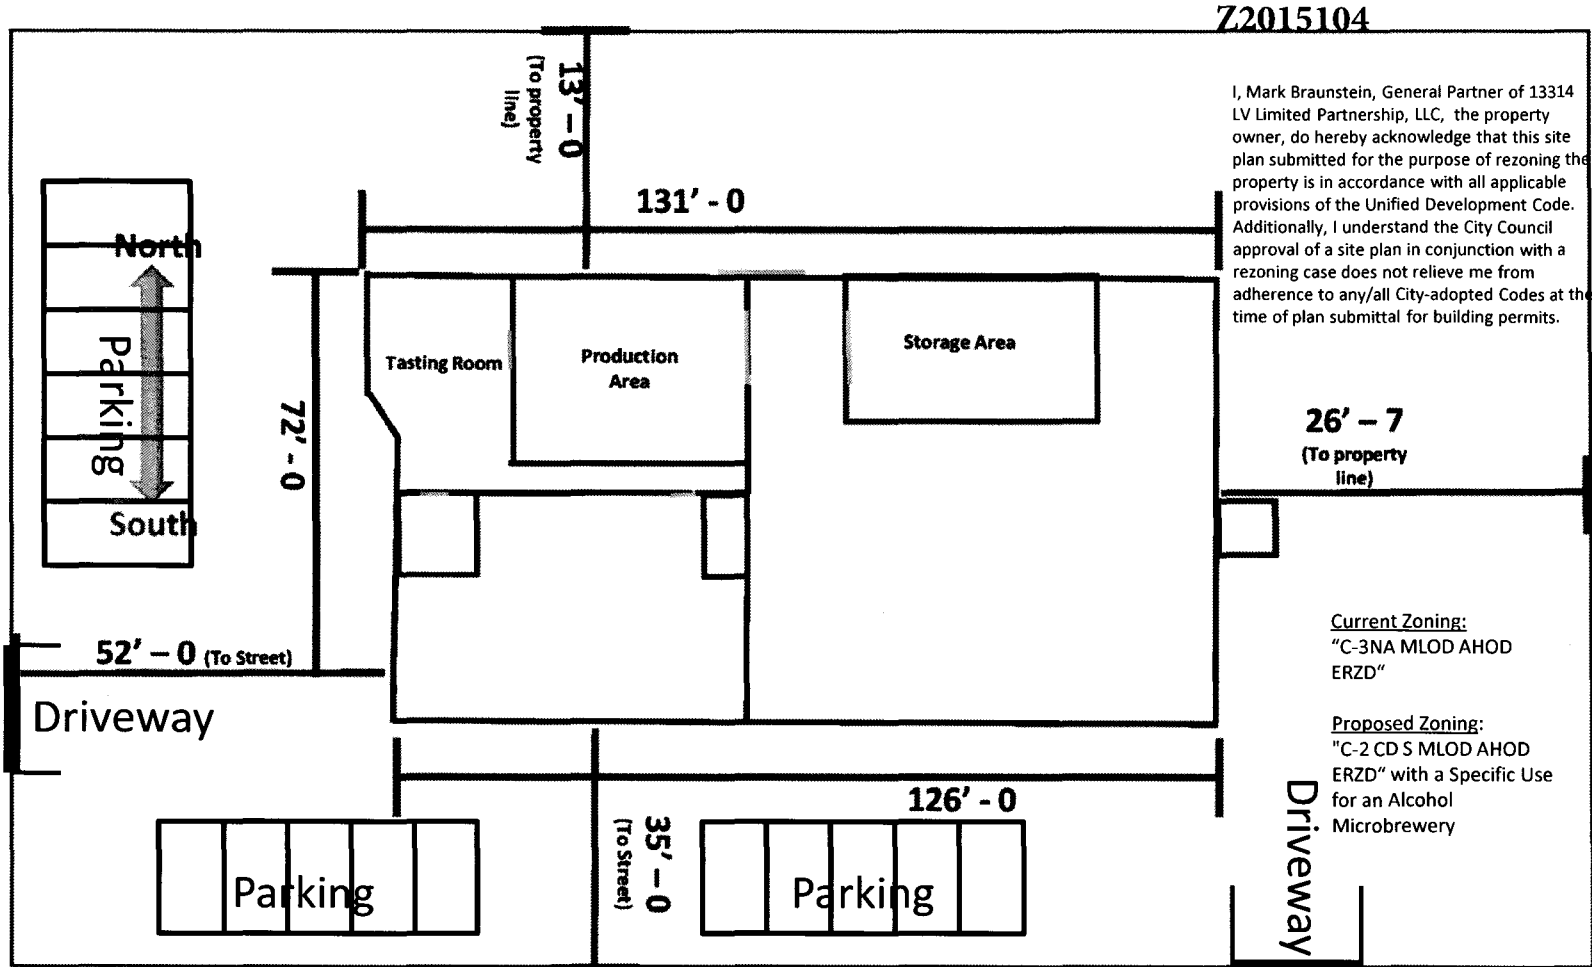 Z2015104
13' - 0
(To property
line)
I, Mark Braunstein, General Partner of 13314
LV Limited Partnership, LLC, the property
owner, do hereby acknowledge that this site
plan submitted for the purpose of rezoning the
property is in accordance with all applicable
provisions of the Unified Development Code.
Additionally, I understand the City Council
approval of a site plan in conjunction with a
rezoning case does not relieve me from
adherence to any/all City-adopted Codes at the
time of plan submittal for building permits.
131' - 0
North
Parking
South
72' - 0
Tasting Room
Production
Area
Storage Area
26' – 7
(To property
line)
52' – 0 (To Street)
Driveway
Current Zoning:
"C-3NA MLOD AHOD
ERZD"
Proposed Zoning:
"C-2 CD S MLOD AHOD
ERZD" with a Specific Use
for an Alcohol
Microbrewery
126' - 0
35' – 0
(To Street)
Parking
Parking
Driveway